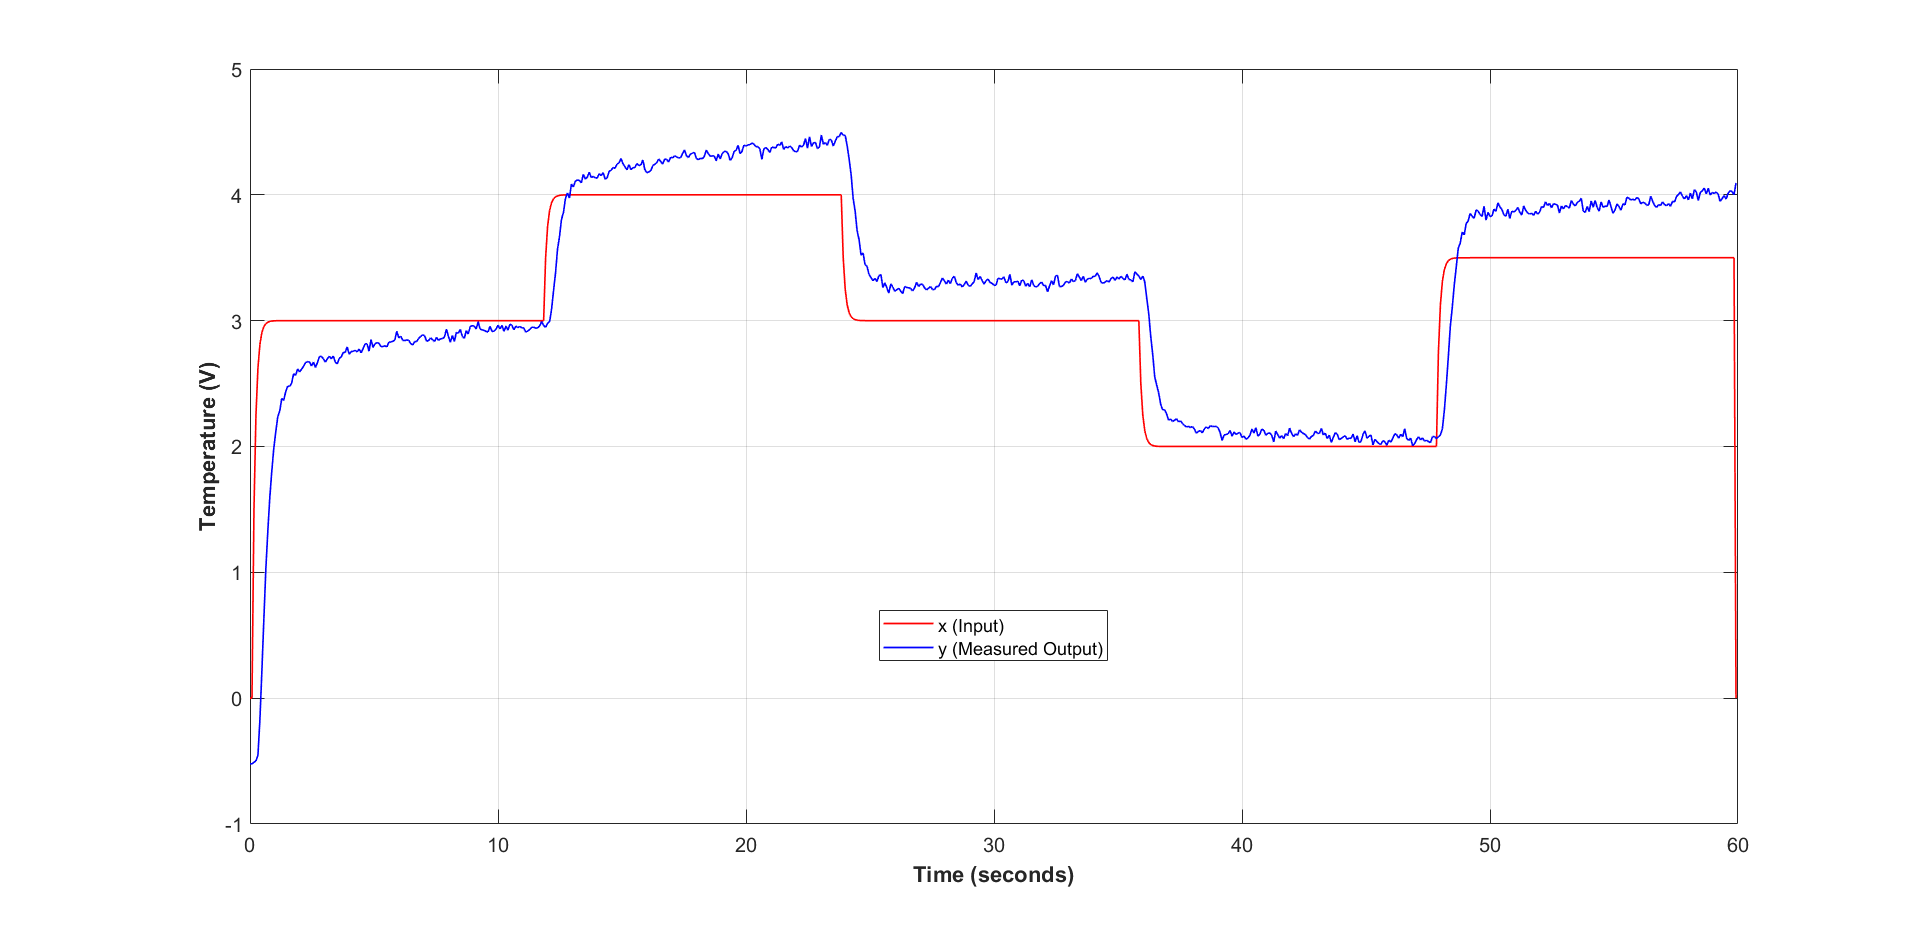 5
4
3
2
1
0
-1
Temperature (V)
x (Input)
y (Measured Output)
0 10 20 30 40 50 60
Time (seconds)